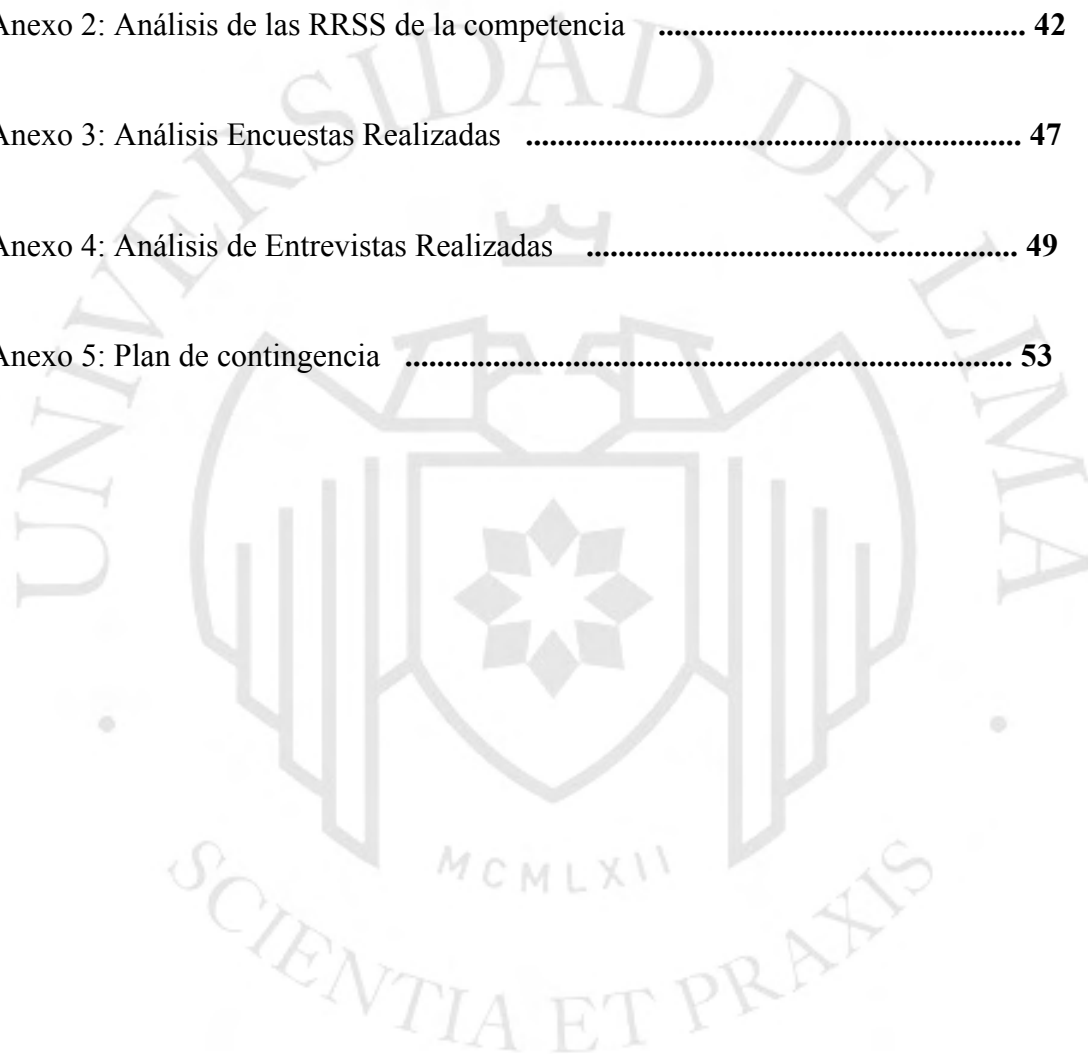 Anexo 2: Análisis de las RRSS de la competencia ............................................... 42
Anexo 3: Análisis Encuestas Realizadas ............................................................... 47
Anexo 4: Análisis de Entrevistas Realizadas ....................................................... 49
Anexo 5: Plan de contingencia ............................................................................. 53
UNIVERSIDAD DE LIMA
MCMLXII
SCIENTIA ET PRAXIS